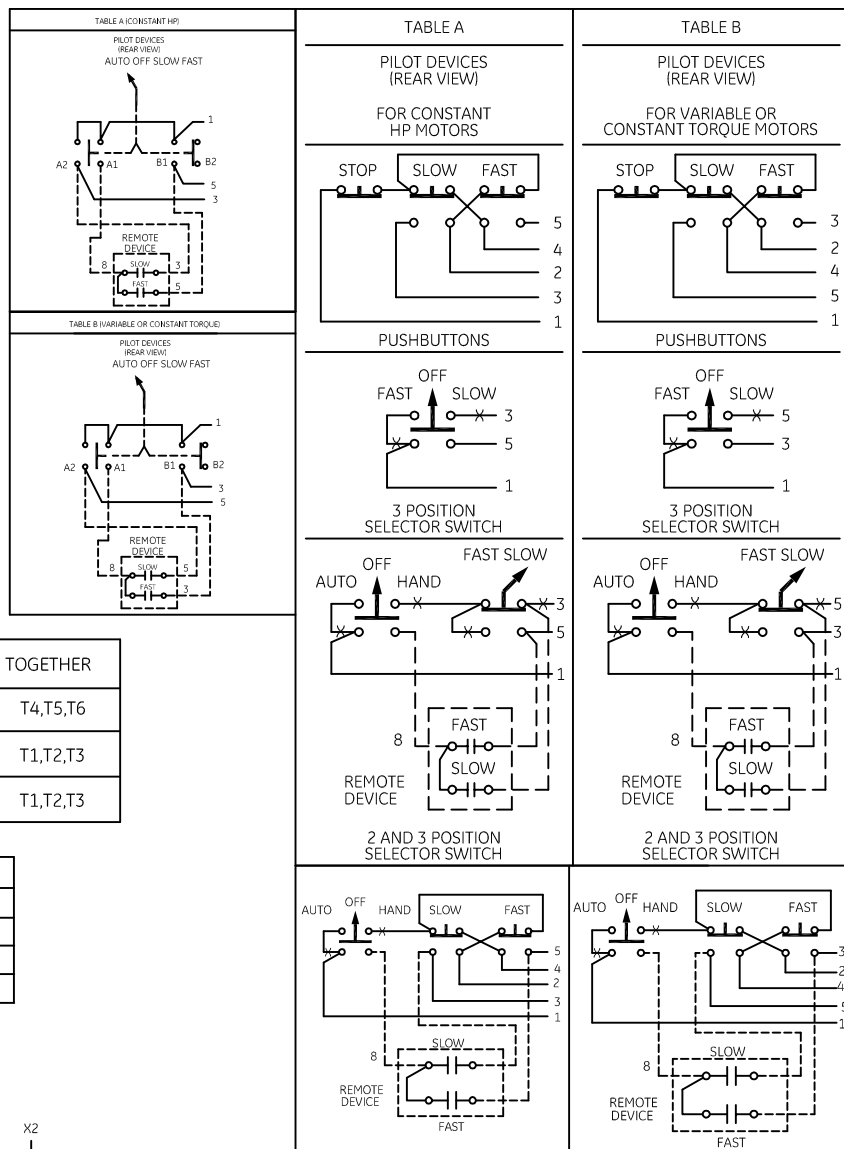 TABLE A (CONSTANT HP)
PILOT DEVICES
(REAR VIEW)
AUTO OFF SLOW FAST
1
A2 A1 B1 B2
5
3
REMOTE
DEVICE
8 SLOW 3
FAST 5
TABLE B (VARIABLE OR CONSTANT TORQUE)
PILOT DEVICES
(REAR VIEW)
AUTO OFF SLOW FAST
1
A2 A1 B1 B2
3
5
REMOTE
DEVICE
8 SLOW 5
FAST 3
TOGETHER
T4,T5,T6
T1,T2,T3
T1,T2,T3
X2
TABLE A
PILOT DEVICES
(REAR VIEW)
FOR CONSTANT
HP MOTORS
STOP SLOW FAST
5
4
2
3
1
PUSHBUTTONS
OFF
FAST SLOW
3
5
1
3 POSITION
SELECTOR SWITCH
FAST SLOW
OFF
AUTO HAND
3
5
1
FAST
8
SLOW
REMOTE
DEVICE
2 AND 3 POSITION
SELECTOR SWITCH
AUTO OFF HAND SLOW FAST
5
4
2
3
1
SLOW
8
REMOTE
DEVICE
FAST
TABLE B
PILOT DEVICES
(REAR VIEW)
FOR VARIABLE OR
CONSTANT TORQUE MOTORS
STOP SLOW FAST
3
2
4
5
1
PUSHBUTTONS
OFF
FAST SLOW
5
3
1
3 POSITION
SELECTOR SWITCH
FAST SLOW
OFF
AUTO HAND
5
3
1
FAST
8
SLOW
REMOTE
DEVICE
2 AND 3 POSITION
SELECTOR SWITCH
AUTO OFF HAND SLOW FAST
3
2
4
5
1
SLOW
8
REMOTE
DEVICE
FAST